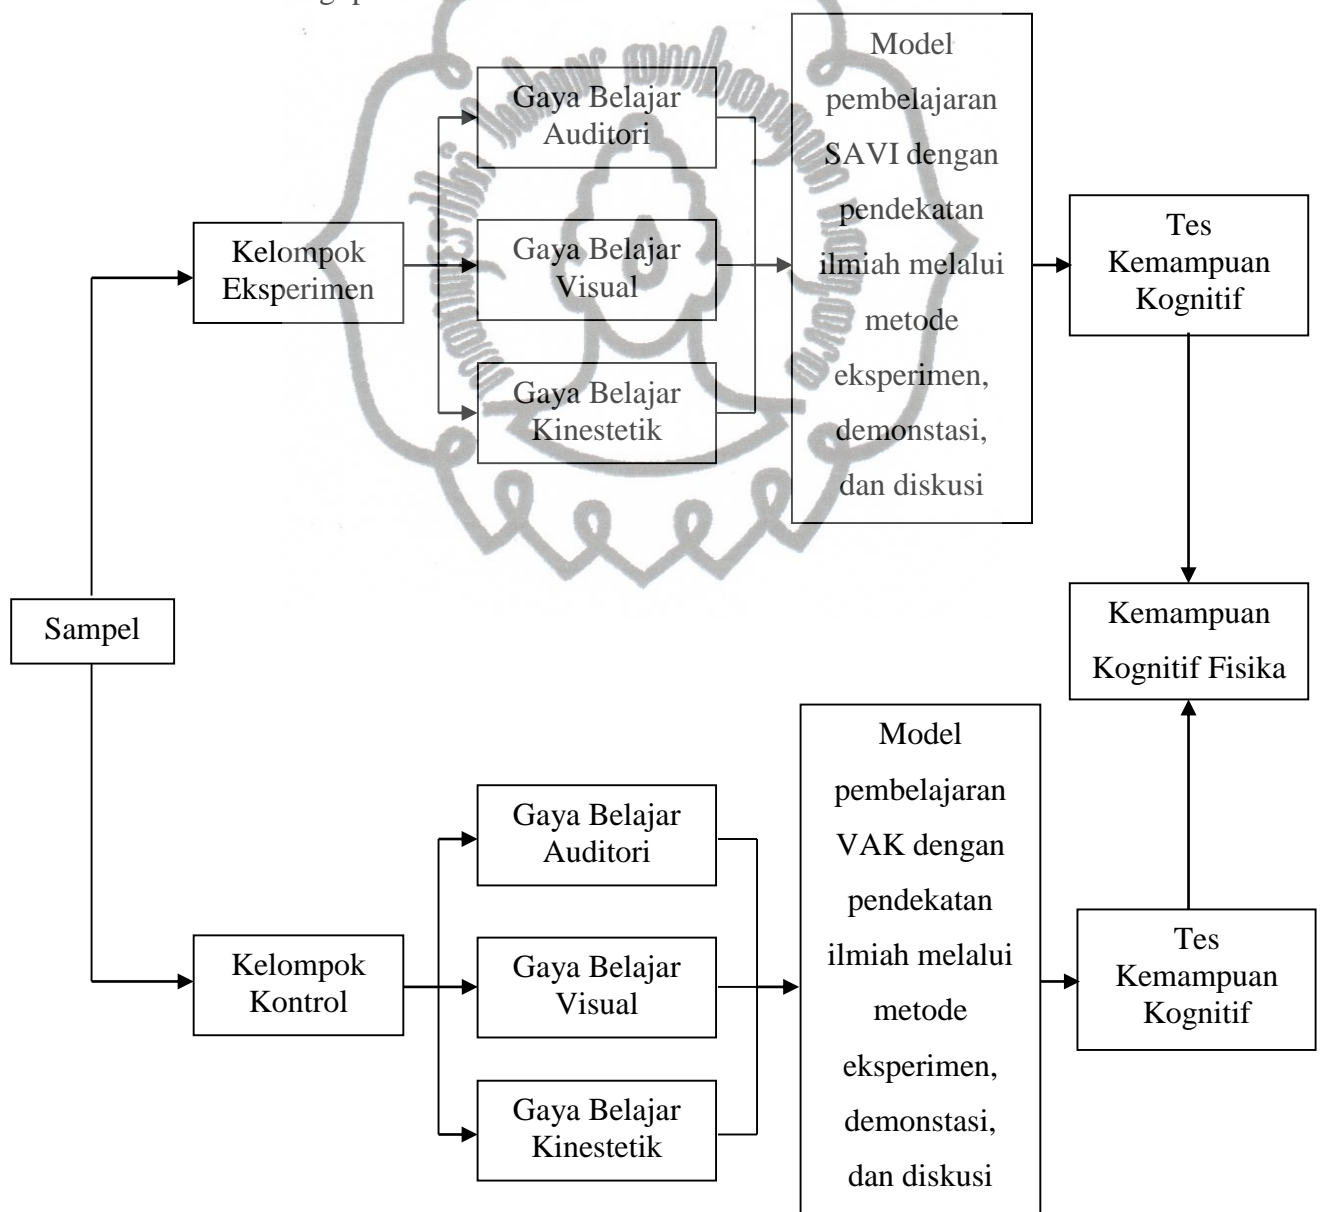 Model
pembelajaran
SAVI dengan
pendekatan
ilmiah melalui
metode
eksperimen,
demonstasi,
dan diskusi
Gaya Belajar
Auditori
Gaya Belajar
Visual
Gaya Belajar
Kinestetik
Kelompok
Eksperimen
Tes
Kemampuan
Kognitif
Sampel
Kemampuan
Kognitif Fisika
Model
pembelajaran
VAK dengan
pendekatan
ilmiah melalui
metode
eksperimen,
demonstasi,
dan diskusi
Gaya Belajar
Auditori
Gaya Belajar
Visual
Gaya Belajar
Kinestetik
Kelompok
Kontrol
Tes
Kemampuan
Kognitif